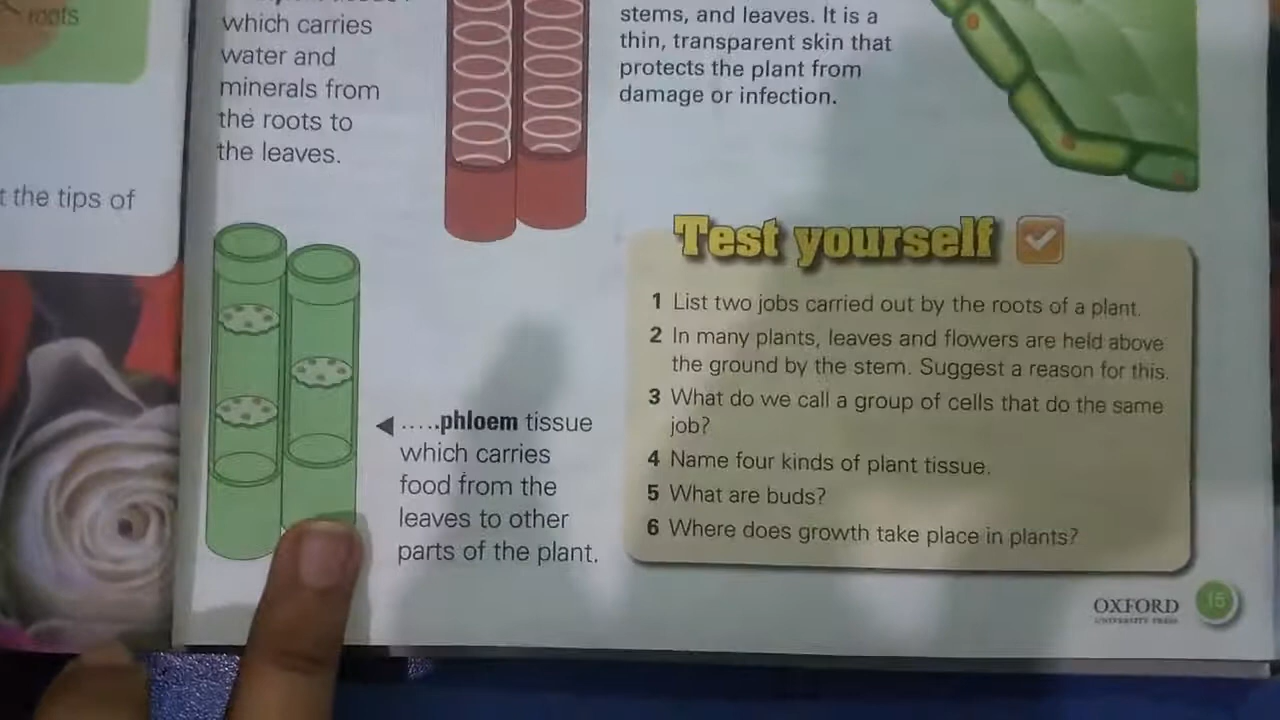 roots
t the tips of
which carries
water and
minerals from
the roots to
the leaves.
stems, and leaves. It is a
thin, transparent skin that
protects the plant from
damage or infection.
.....phloem tissue
which carries
food from the
leaves to other
parts of the plant.
Test yourself
1 List two jobs carried out by the roots of a plant.
2 In many plants, leaves and flowers are held above
the ground by the stem. Suggest a reason for this.
3 What do we call a group of cells that do the same
job?
4 Name four kinds of plant tissue.
5 What are buds?
6 Where does growth take place in plants?
OXFORD
UNIVERSITY PRESS
15